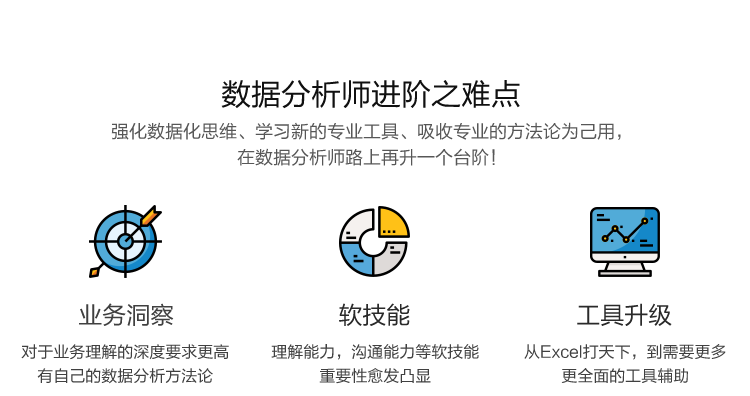 数据分析师进阶之难点
强化数据化思维、学习新的专业工具、吸收专业的方法论为己用，
在数据分析师路上再升一个台阶！
业务洞察
软技能
工具升级
对于业务理解的深度要求更高
有自己的数据分析方法论
理解能力，沟通能力等软技能
重要性愈发凸显
从Excel打天下，到需要更多
更全面的工具辅助